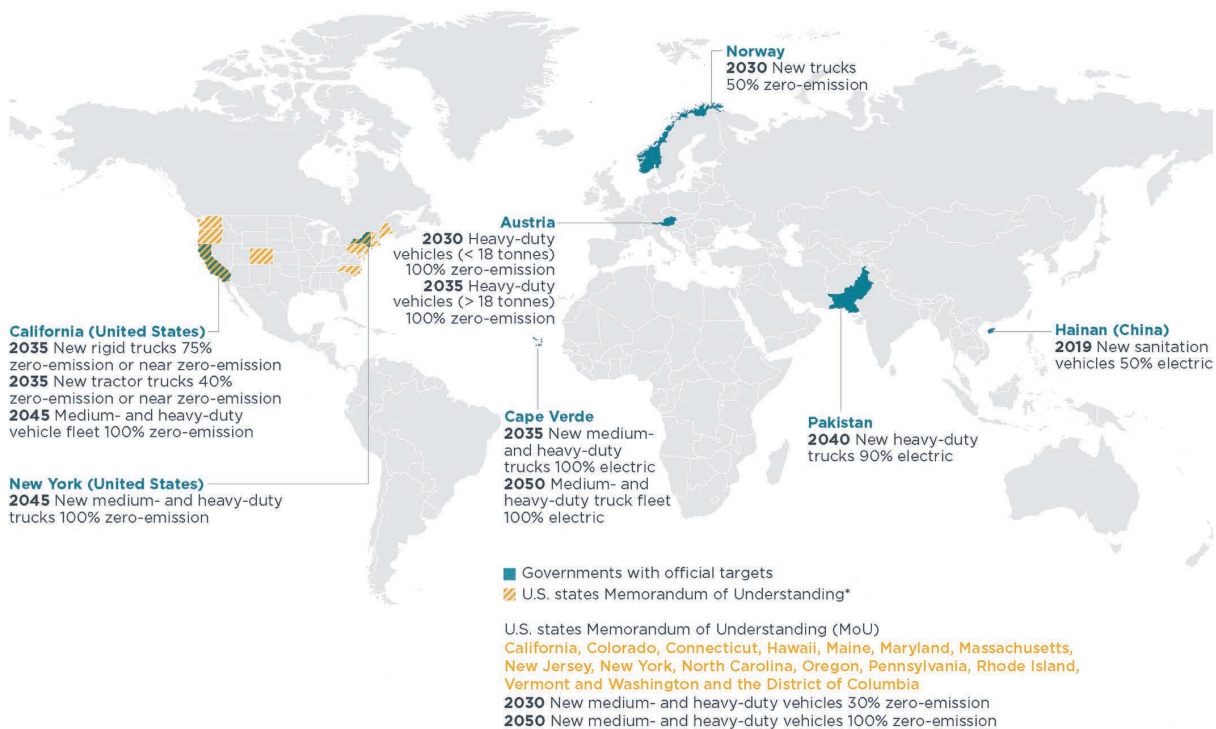 Norway
2030 New trucks
50% zero-emission
Austria
2030 Heavy-duty
vehicles (< 18 tonnes)
100% zero-emission
2035 Heavy-duty
vehicles (> 18 tonnes)
100% zero-emission
California (United States)
2035 New rigid trucks 75%
zero-emission or near zero-emission
2035 New tractor trucks 40%
zero-emission or near zero-emission
2045 Medium- and heavy-duty
vehicle fleet 100% zero-emission
New York (United States)
2045 New medium- and heavy-duty
trucks 100% zero-emission
Cape Verde
2035 New medium-
and heavy-duty
trucks 100% electric
2050 Medium- and
heavy-duty truck fleet
100% electric
Pakistan
2040 New heavy-duty
trucks 90% electric
Hainan (China)
2019 New sanitation
vehicles 50% electric
Governments with official targets
U.S. states Memorandum of Understanding*
U.S. states Memorandum of Understanding (MoU)
California, Colorado, Connecticut, Hawaii, Maine, Maryland, Massachusetts,
New Jersey, New York, North Carolina, Oregon, Pennsylvania, Rhode Island,
Vermont and Washington and the District of Columbia
2030 New medium- and heavy-duty vehicles 30% zero-emission
2050 New medium- and heavy-duty vehicles 100% zero-emission